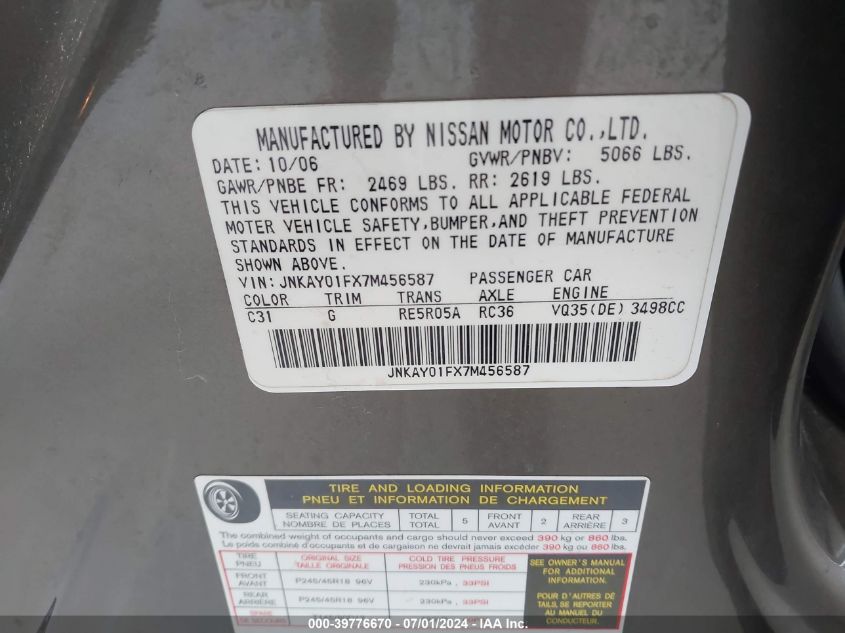 MANUFACTURED BY NISSAN MOTOR CO.,LTD.
DATE: 10/06 GVWR/PNBV: 5066 LBS.
GAWR/PNBE FR: 2469 LBS. RR: 2619 LBS.
THIS VEHICLE CONFORMS TO ALL APPLICABLE FEDERAL
MOTER VEHICLE SAFETY,BUMPER,AND THEFT PREVENTION
STANDARDS IN EFFECT ON THE DATE OF MANUFACTURE
SHOWN ABOVE.
VIN: JNKAY01FX7M456587 PASSENGER CAR
COLOR TRIM TRANS AXLE ENGINE
C31 G RE5R05A RC36 VQ35(DE) 3498CC
JNKAY01FX7M456587
TIRE AND LOADING INFORMATION
PNEU ET INFORMATION DE CHARGEMENT
SEATING CAPACITY TOTAL 5 FRONT 2 REAR 3
NOMBRE DE PLACES TOTAL AVANT ARRIÈRE
The combined weight of occupants and cargo should never exceed 390 kg or 860 lbs.
Le poids combiné d'occupants et de cargaison ne devrait jamais excéder 390 kg ou 860 lbs.
TIRE ORIGINAL SIZE COLD TIRE PRESSURE
PNEU TAILLE ORIGINALE PRESSION DES PNEUS FROIDS
FRONT
AVANT P245/45R18 96V 230kPa , 33PSI
REAR
ARRIÈRE P245/45R18 96V 230kPa , 33PSI
SPARE
DE SECOURS
SEE OWNER'S MANUAL
FOR ADDITIONAL
INFORMATION.
POUR D'AUTRES DE
TAILS, SE REPORTER
AU MANUEL DU
CONDUCTEUR.
000-39776670 - 07/01/2024 - IAA Inc.